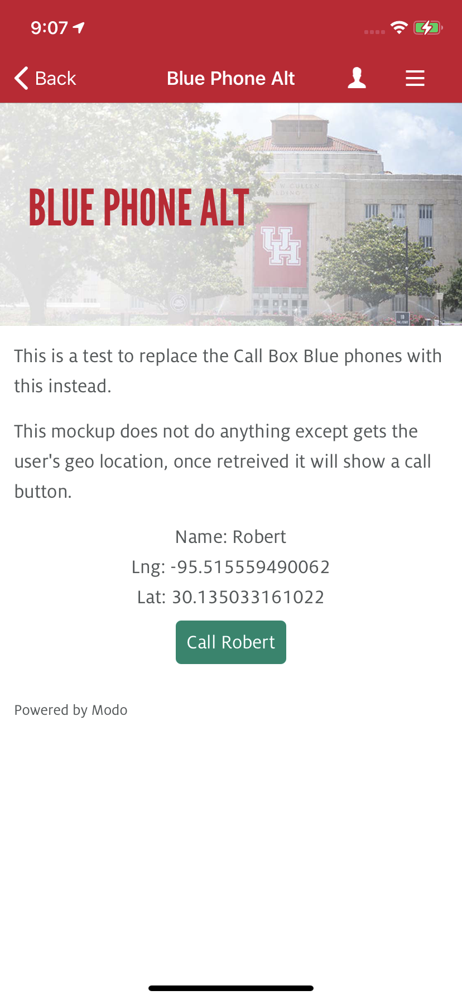 9:07
Back
Blue Phone Alt
W. CULLEN
BLUE PHONE ALT
UH
This is a test to replace the Call Box Blue phones with
this instead.
This mockup does not do anything except gets the
user's geo location, once retreived it will show a call
button.
Name: Robert
Lng: -95.515559490062
Lat: 30.135033161022
Call Robert
Powered by Modo